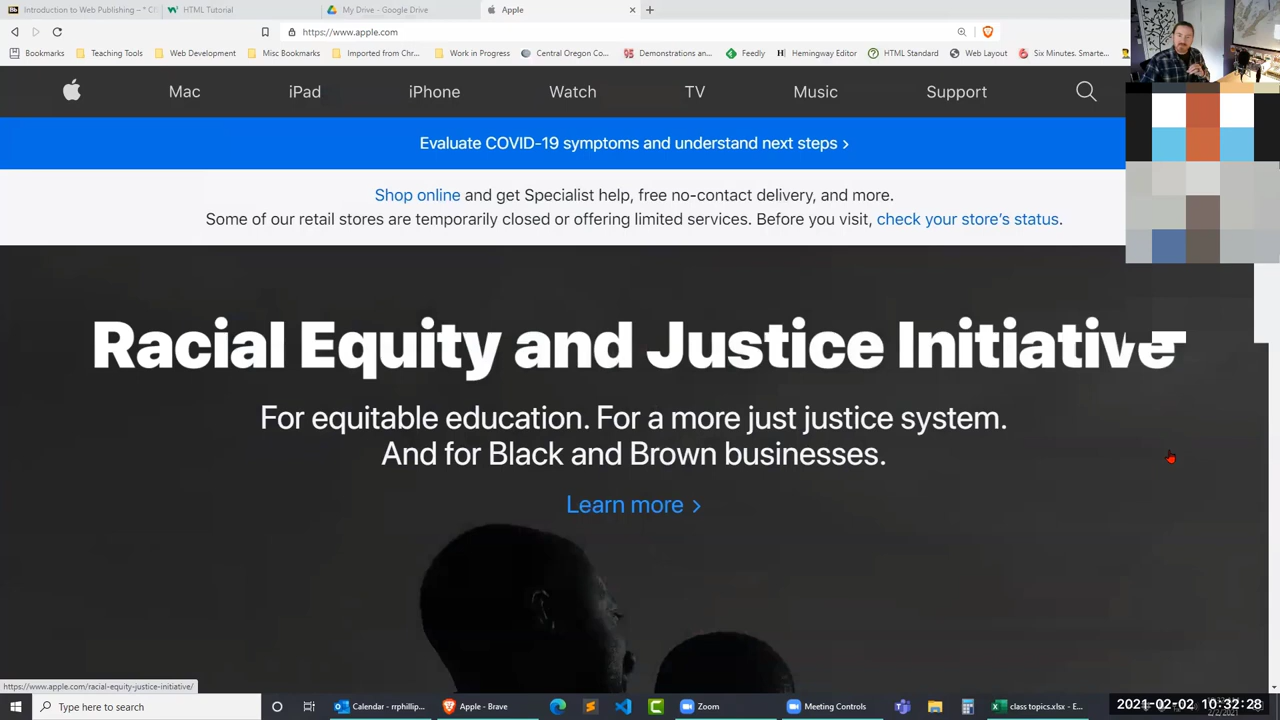 Introduction to Web Publishing – * C
HTML Tutorial
My Drive - Google Drive
Apple
https://www.apple.com
Bookmarks
Teaching Tools
Web Development
Misc Bookmarks
Imported from Chr...
Work in Progress
Central Oregon Co...
Demonstrations an...
Feedly
Hemingway Editor
HTML Standard
Web Layout
Six Minutes. Smarte...
Mac
iPad
iPhone
Watch
TV
Music
Support
Evaluate COVID-19 symptoms and understand next steps ›
Shop online and get Specialist help, free no-contact delivery, and more.
Some of our retail stores are temporarily closed or offering limited services. Before you visit, check your store’s status.
Racial Equity and Justice Initiative
For equitable education. For a more just justice system.
And for Black and Brown businesses.
Learn more ›
https://www.apple.com/racial-equity-justice-initiative/
Type here to search
Calendar - rrphillip...
Apple - Brave
Zoom
Meeting Controls
class topics.xlsx - E...
2021-02-02 10:32:28